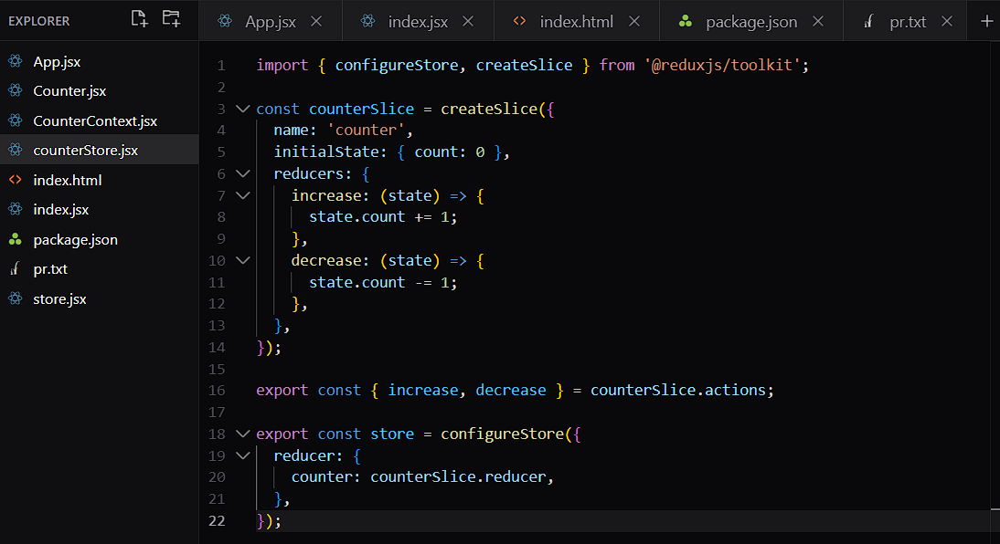 EXPLORER
App.jsx
Counter.jsx
CounterContext.jsx
counterStore.jsx
index.html
index.jsx
package.json
pr.txt
store.jsx
App.jsx index.jsx index.html package.json pr.txt
1 import { configureStore, createSlice } from '@reduxjs/toolkit';
2
3 const counterSlice = createSlice({
4   name: 'counter',
5   initialState: { count: 0 },
6   reducers: {
7     increase: (state) => {
8       state.count += 1;
9     },
10     decrease: (state) => {
11       state.count -= 1;
12     },
13   },
14 });
15
16 export const { increase, decrease } = counterSlice.actions;
17
18 export const store = configureStore({
19   reducer: {
20     counter: counterSlice.reducer,
21   },
22 });